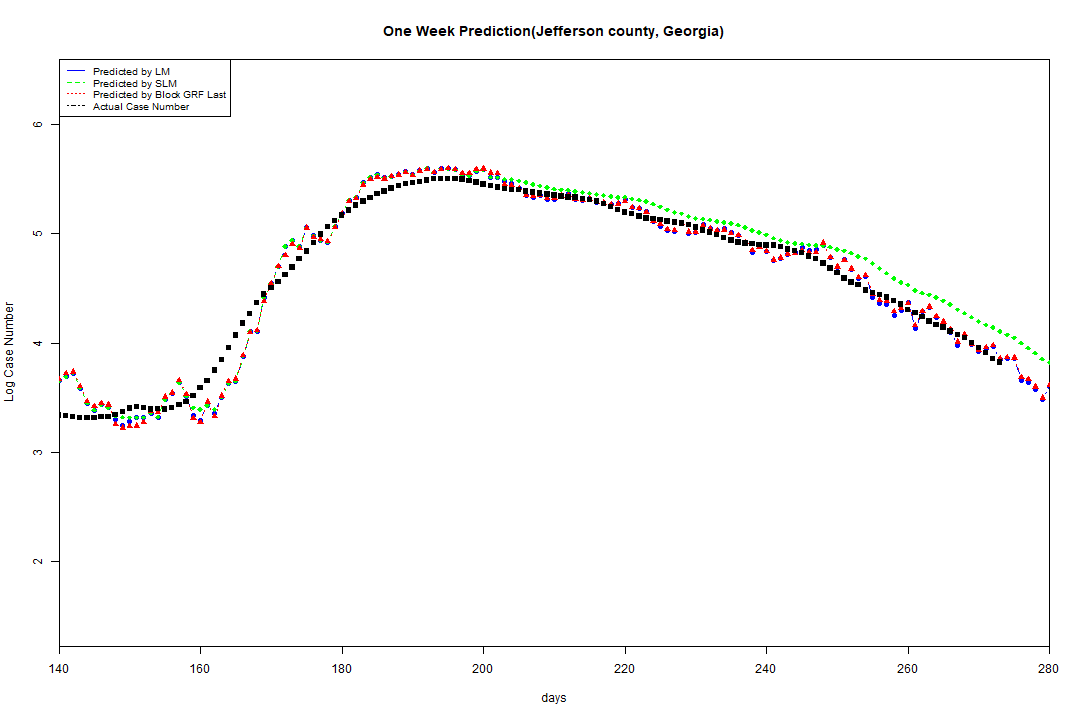 One Week Prediction(Jefferson county, Georgia)
Predicted by LM
Predicted by SLM
Predicted by Block GRF Last
Actual Case Number
6
5
4
3
2
Log Case Number
140 160 180 200 220 240 260 280
days